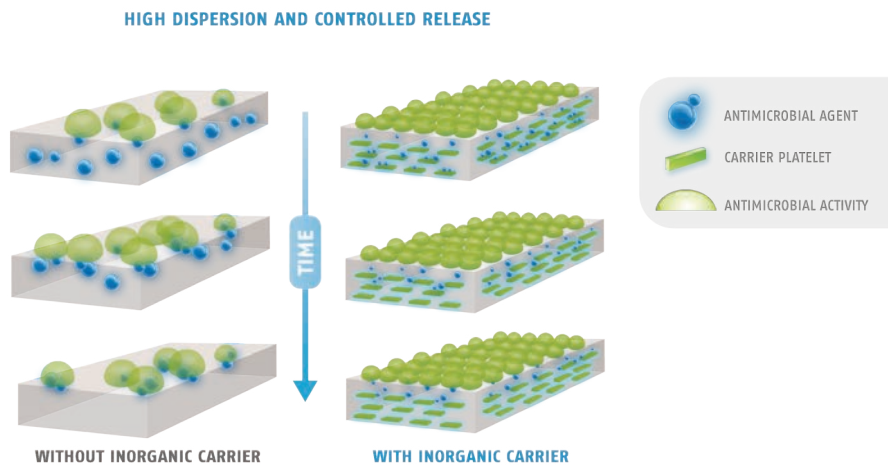 HIGH DISPERSION AND CONTROLLED RELEASE
ANTIMICROBIAL AGENT
CARRIER PLATELET
ANTIMICROBIAL ACTIVITY
TIME
WITHOUT INORGANIC CARRIER
WITH INORGANIC CARRIER